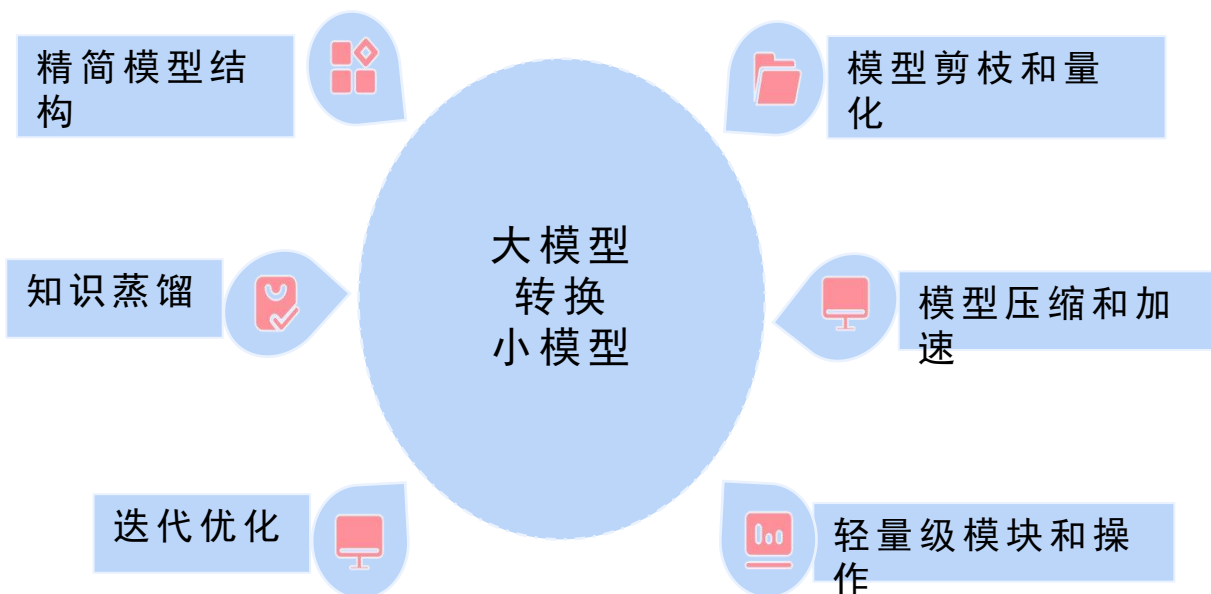 精简模型结
构
模型剪枝和量
化
大模型
转换
小模型
知识蒸馏
模型压缩和加
速
迭代优化
轻量级模块和操
作